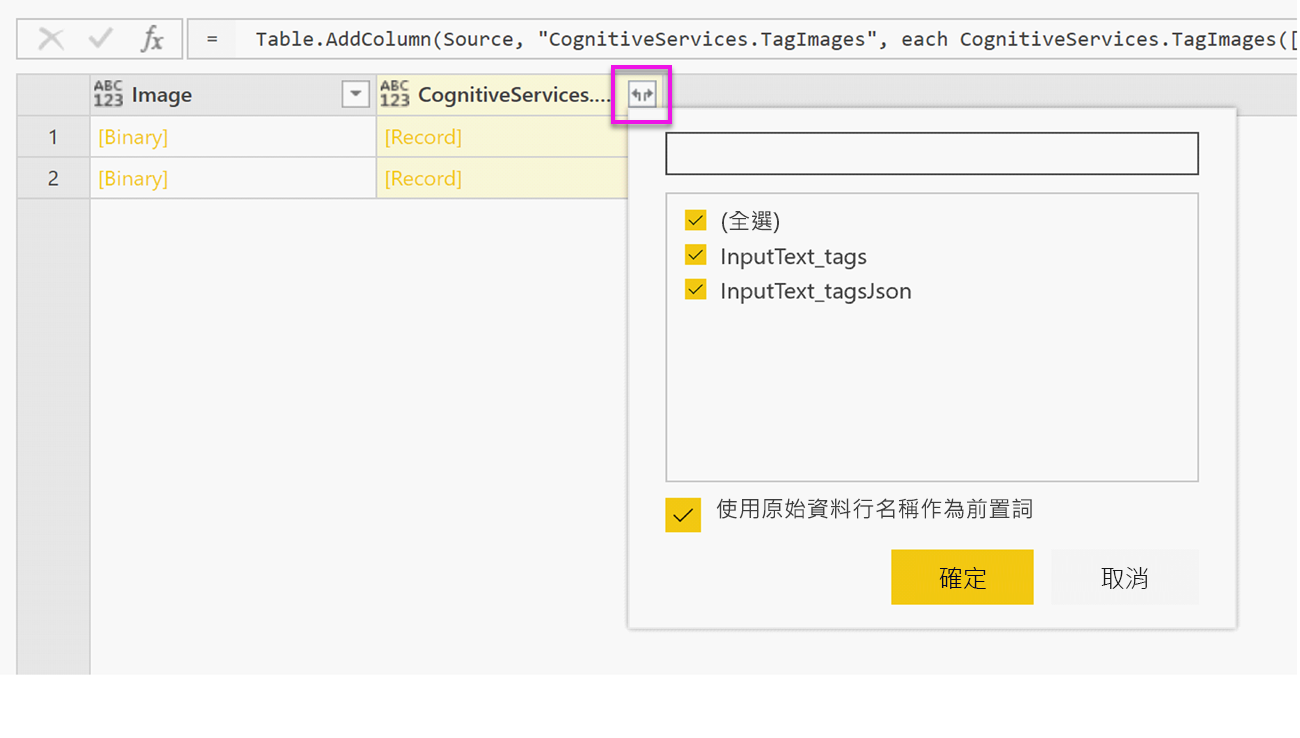 fx = Table.AddColumn(Source, "CognitiveServices.TagImages", each CognitiveServices.TagImages([
ABC 123 Image ABC 123 CognitiveServices....
1 [Binary] [Record]
2 [Binary] [Record]
(全選)
InputText_tags
InputText_tagsJson
使用原始資料行名稱作為前置詞
確定 取消